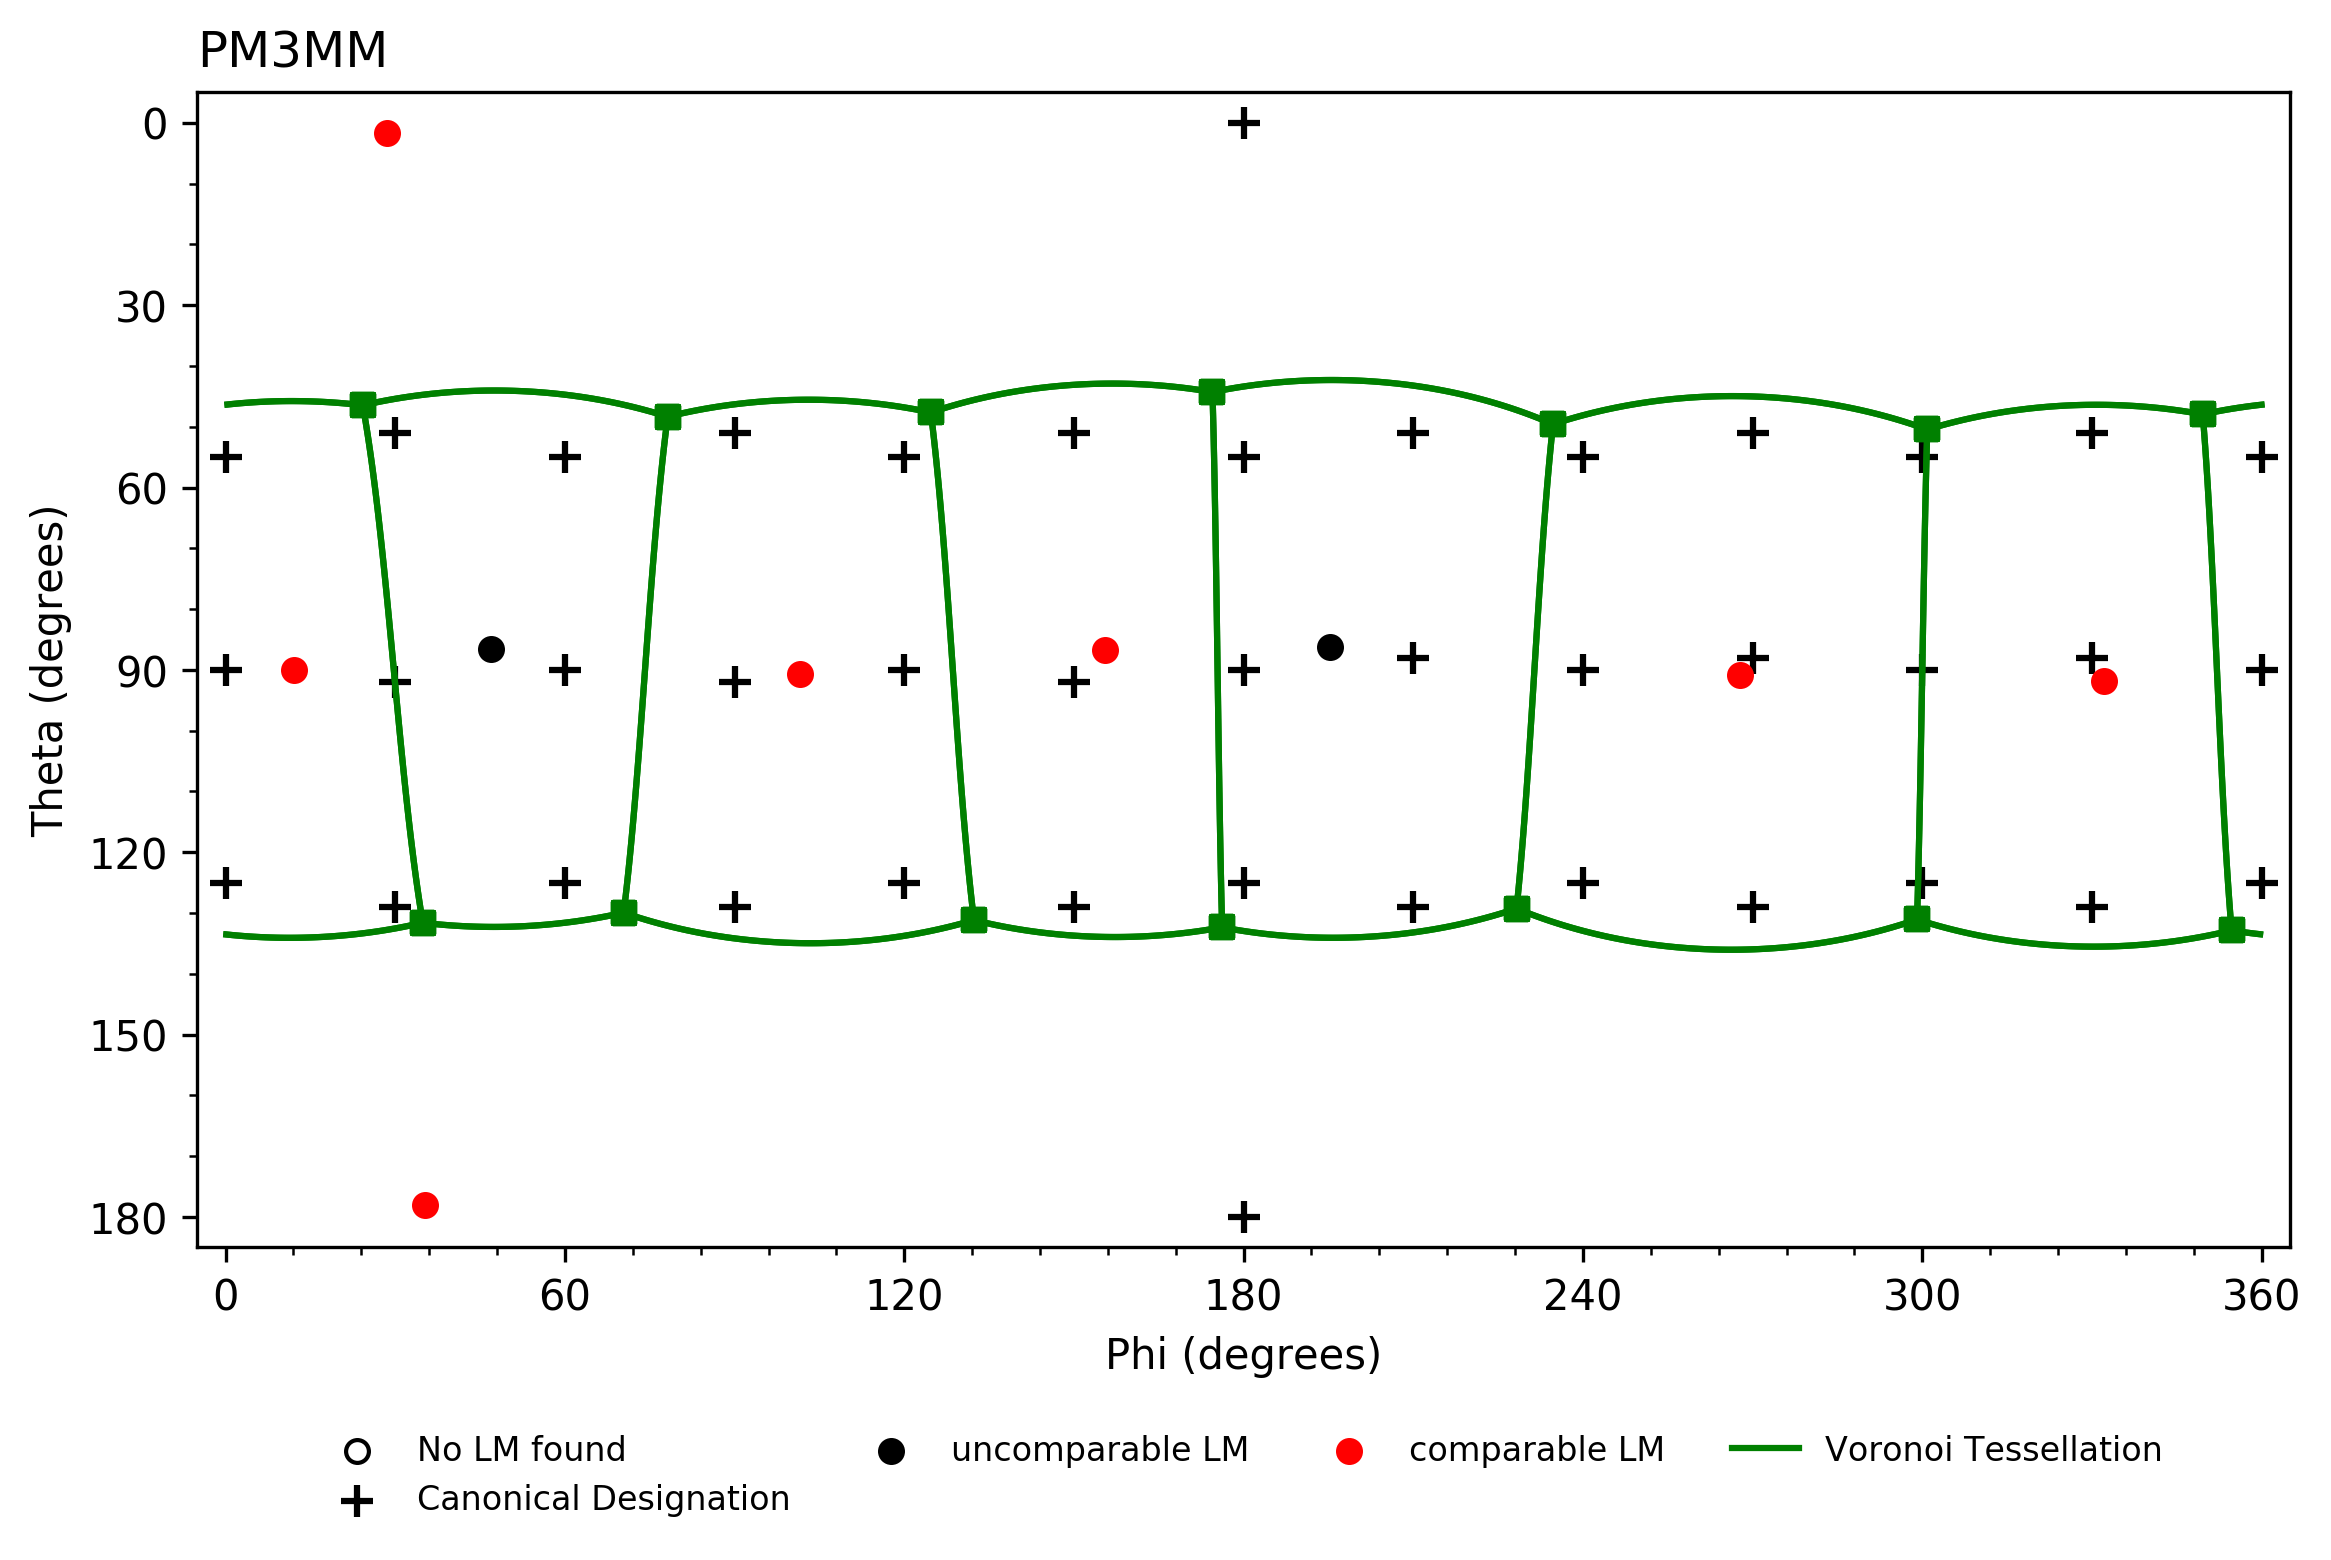 PM3MM
0
30
60
90
120
150
180
Theta (degrees)
0 60 120 180 240 300 360
Phi (degrees)
No LM found uncomparable LM comparable LM Voronoi Tessellation
Canonical Designation